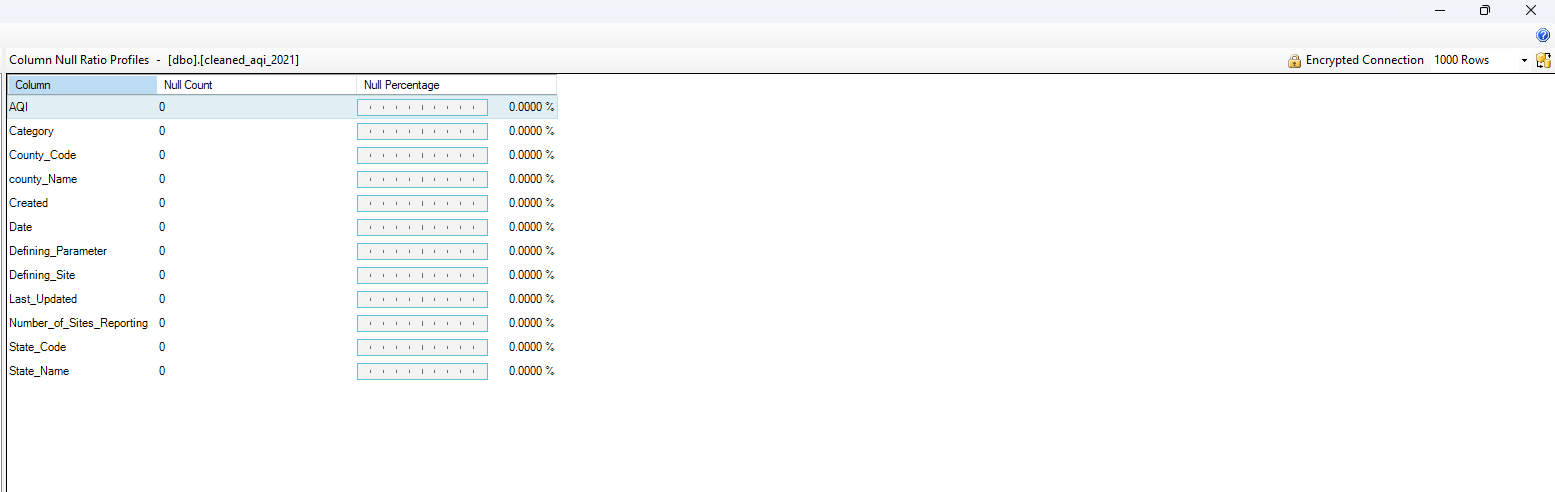 Column Null Ratio Profiles - [dbo].[cleaned_aqi_2021] Encrypted Connection 1000 Rows
Column Null Count Null Percentage
AQI 0 0.0000 %
Category 0 0.0000 %
County_Code 0 0.0000 %
county_Name 0 0.0000 %
Created 0 0.0000 %
Date 0 0.0000 %
Defining_Parameter 0 0.0000 %
Defining_Site 0 0.0000 %
Last_Updated 0 0.0000 %
Number_of_Sites_Reporting 0 0.0000 %
State_Code 0 0.0000 %
State_Name 0 0.0000 %